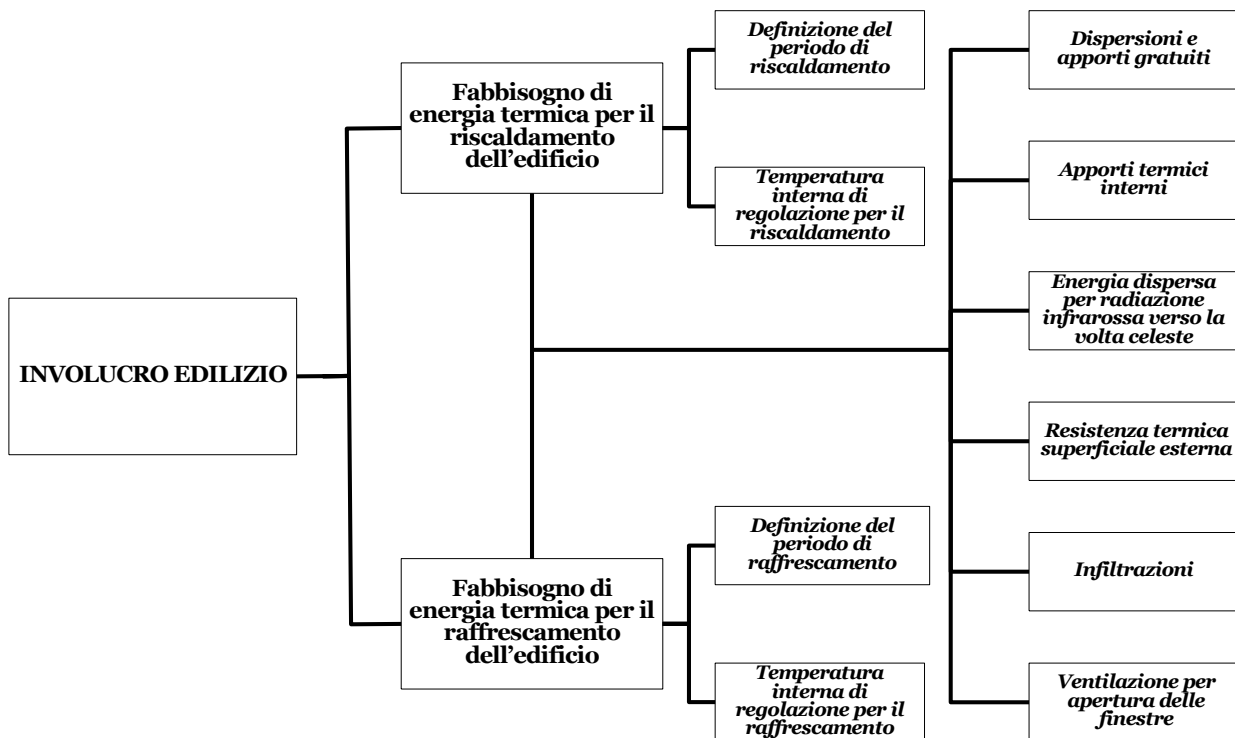 INVOLUCRO EDILIZIO
Fabbisogno di
energia termica per il
riscaldamento
dell’edificio
Definizione del
periodo di
riscaldamento
Temperatura
interna di
regolazione per il
riscaldamento
Fabbisogno di
energia termica per il
raffrescamento
dell’edificio
Definizione del
periodo di
raffrescamento
Temperatura
interna di
regolazione per il
raffrescamento
Dispersioni e
apporti gratuiti
Apporti termici
interni
Energia dispersa
per radiazione
infrarossa verso la
volta celeste
Resistenza termica
superficiale esterna
Infiltrazioni
Ventilazione per
apertura delle
finestre